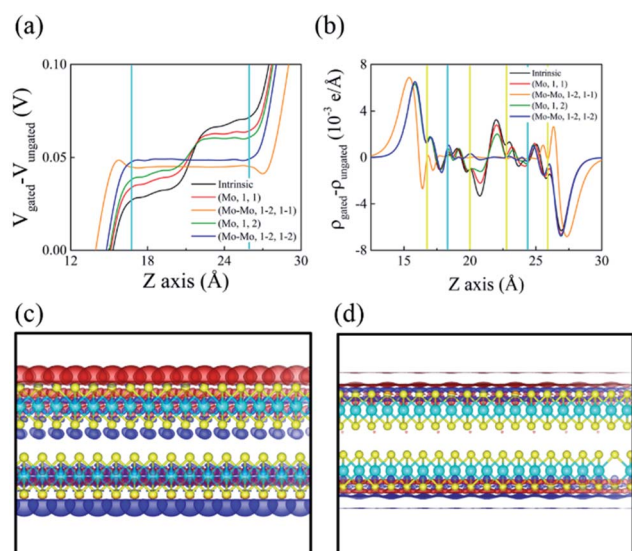 (a)
V_gated-V_ungated (V)
0.10
0.05
0.00
Intrinsic
(Mo, 1, 1)
(Mo-Mo, 1-2, 1-1)
(Mo, 1, 2)
(Mo-Mo, 1-2, 1-2)
12 18 24 30
Z axis (Å)
(b)
ρ_gated-ρ_ungated (10⁻³ e/Å)
8
4
0
-4
-8
Intrinsic
(Mo, 1, 1)
(Mo-Mo, 1-2, 1-1)
(Mo, 1, 2)
(Mo-Mo, 1-2, 1-2)
15 20 25 30
Z axis (Å)
(c)
(d)